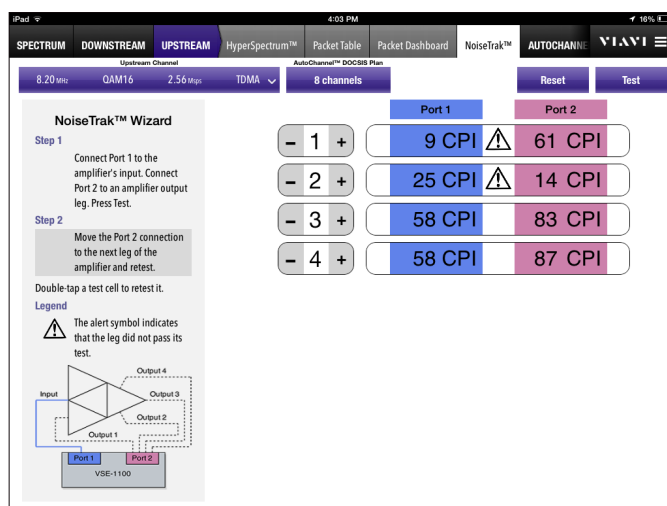 iPad 4:03 PM 16%
SPECTRUM DOWNSTREAM UPSTREAM HyperSpectrum™ Packet Table Packet Dashboard NoiseTrak™ AUTOCHANNE VIAVI
Upstream Channel AutoChannel™ DOCSIS Plan
8.20 MHz QAM16 2.56 Msps TDMA 8 channels Reset Test
NoiseTrak™ Wizard
Step 1
Connect Port 1 to the
amplifier's input. Connect
Port 2 to an amplifier output
leg. Press Test.
Step 2
Move the Port 2 connection
to the next leg of the
amplifier and retest.
Double-tap a test cell to retest it.
Legend
The alert symbol indicates
that the leg did not pass its
test.
Output 4
Input Output 3
Output 2
Output 1
Port 1 Port 2
VSE-1100
Port 1 Port 2
- 1 + 9 CPI 61 CPI
- 2 + 25 CPI 14 CPI
- 3 + 58 CPI 83 CPI
- 4 + 58 CPI 87 CPI